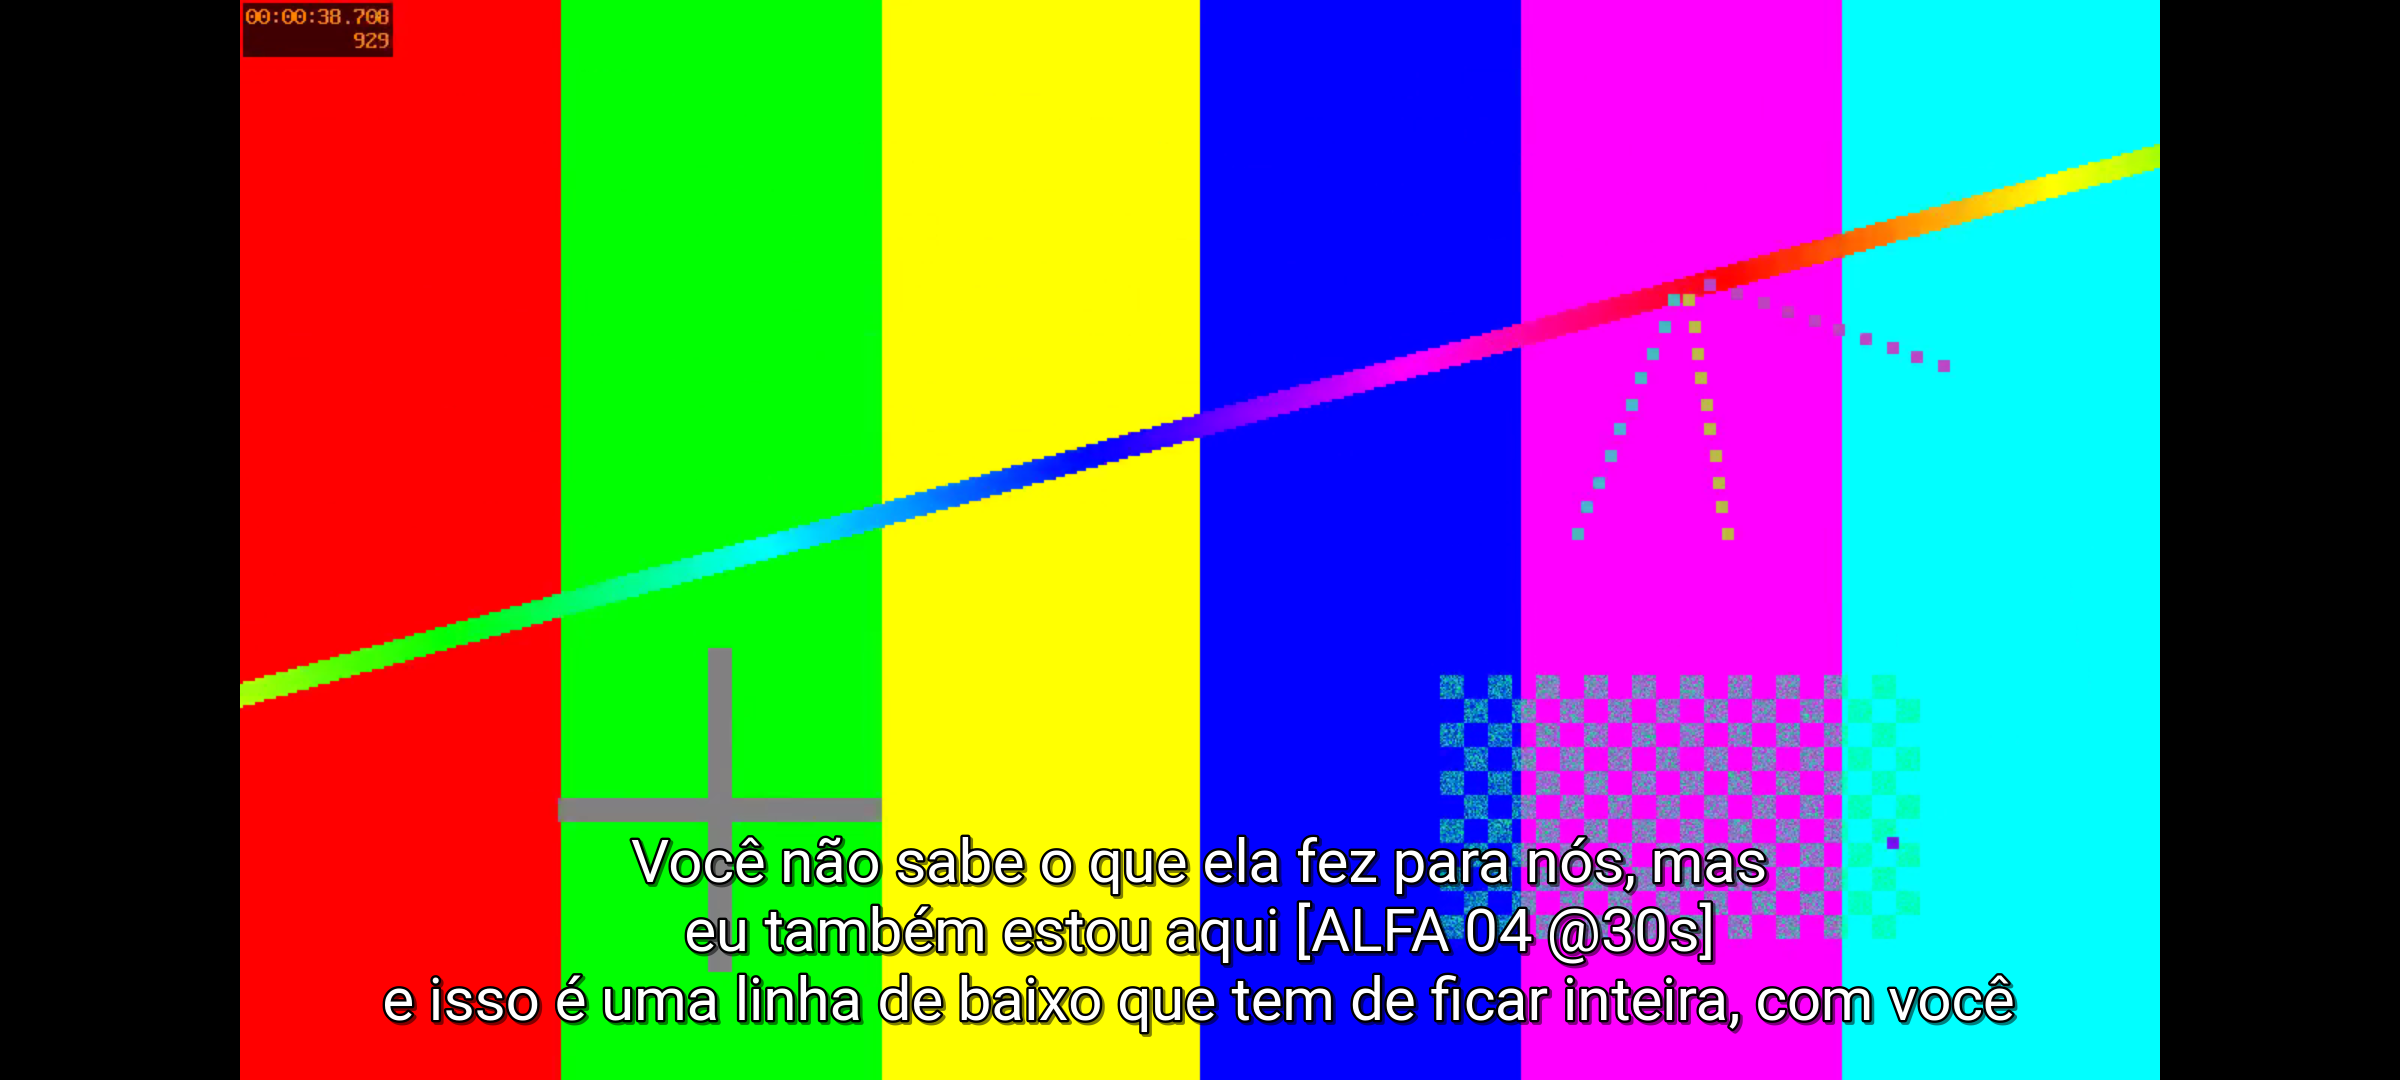 00:00:38.708
929
Você não sabe o que ela fez para nós, mas
eu também estou aqui [ALFA 04 @30s]
e isso é uma linha de baixo que tem de ficar inteira, com você